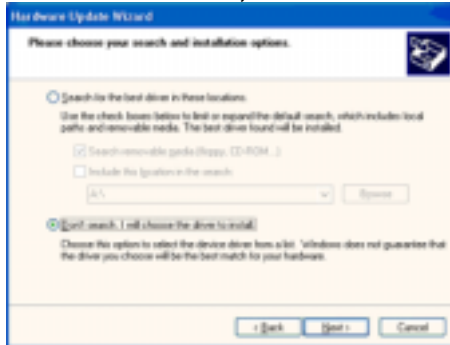 Hardware Update Wizard
Please choose your search and installation options.
Search for the best driver in these locations.
Use the check boxes below to limit or expand the default search, which includes local
paths and removable media. The best driver found will be installed.
Search removable media (floppy, CD-ROM...)
Include this location in the search:
A:\
Browse
Don't search. I will choose the driver to install.
Choose this option to select the device driver from a list. Windows does not guarantee that
the driver you choose will be the best match for your hardware.
< Back
Next >
Cancel